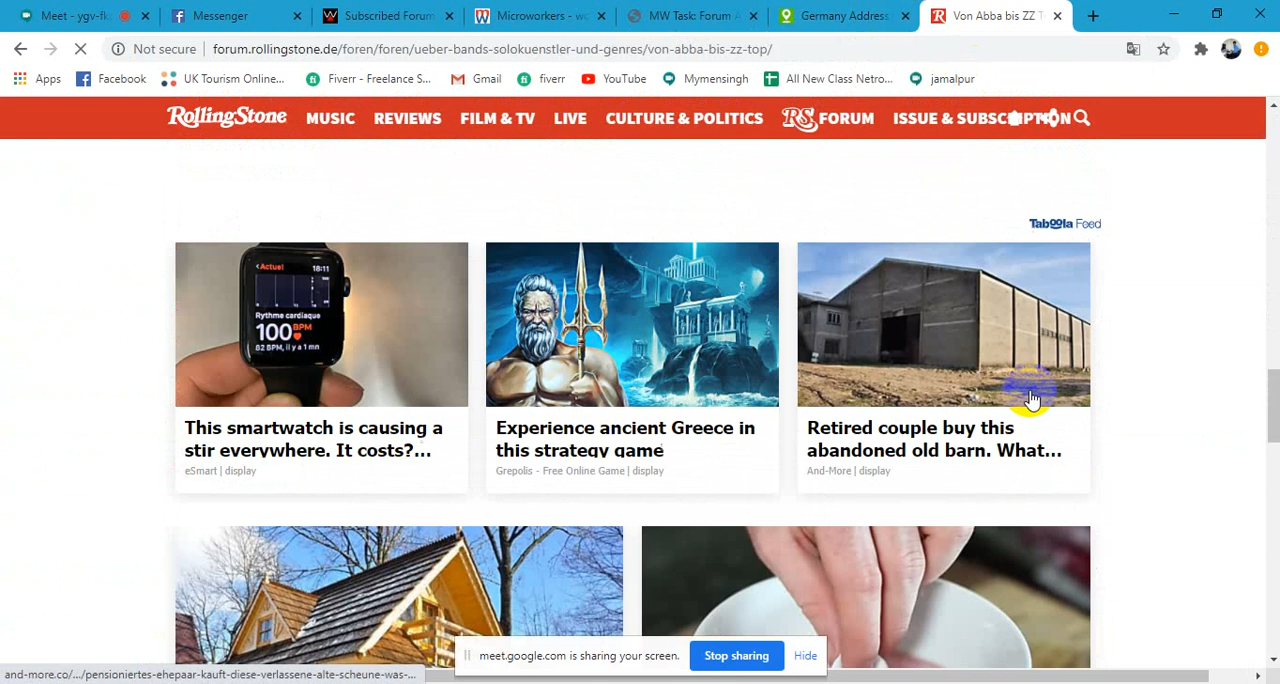 Meet - ygv-fk
Messenger
Subscribed Forum
Microworkers - wo
MW Task: Forum A
Germany Address
Von Abba bis ZZ T
Not secure
forum.rollingstone.de/foren/foren/ueber-bands-solokuenstler-und-genres/von-abba-bis-zz-top/
Apps
Facebook
UK Tourism Online...
Fiverr - Freelance S...
Gmail
fiverr
YouTube
Mymensingh
All New Class Netro...
jamalpur
RollingStone
MUSIC
REVIEWS
FILM & TV
LIVE
CULTURE & POLITICS
RS FORUM
ISSUE & SUBSCRIPTION
Taboola Feed
Actuel
18:11
Rythme cardiaque
100 BPM
82 BPM, il y a 1 mn
This smartwatch is causing a
stir everywhere. It costs?...
eSmart | display
Experience ancient Greece in
this strategy game
Grepolis - Free Online Game | display
Retired couple buy this
abandoned old barn. What...
And-More | display
meet.google.com is sharing your screen.
Stop sharing
Hide
and-more.co/.../pensioniertes-ehepaar-kauft-diese-verlassene-alte-scheune-was-...